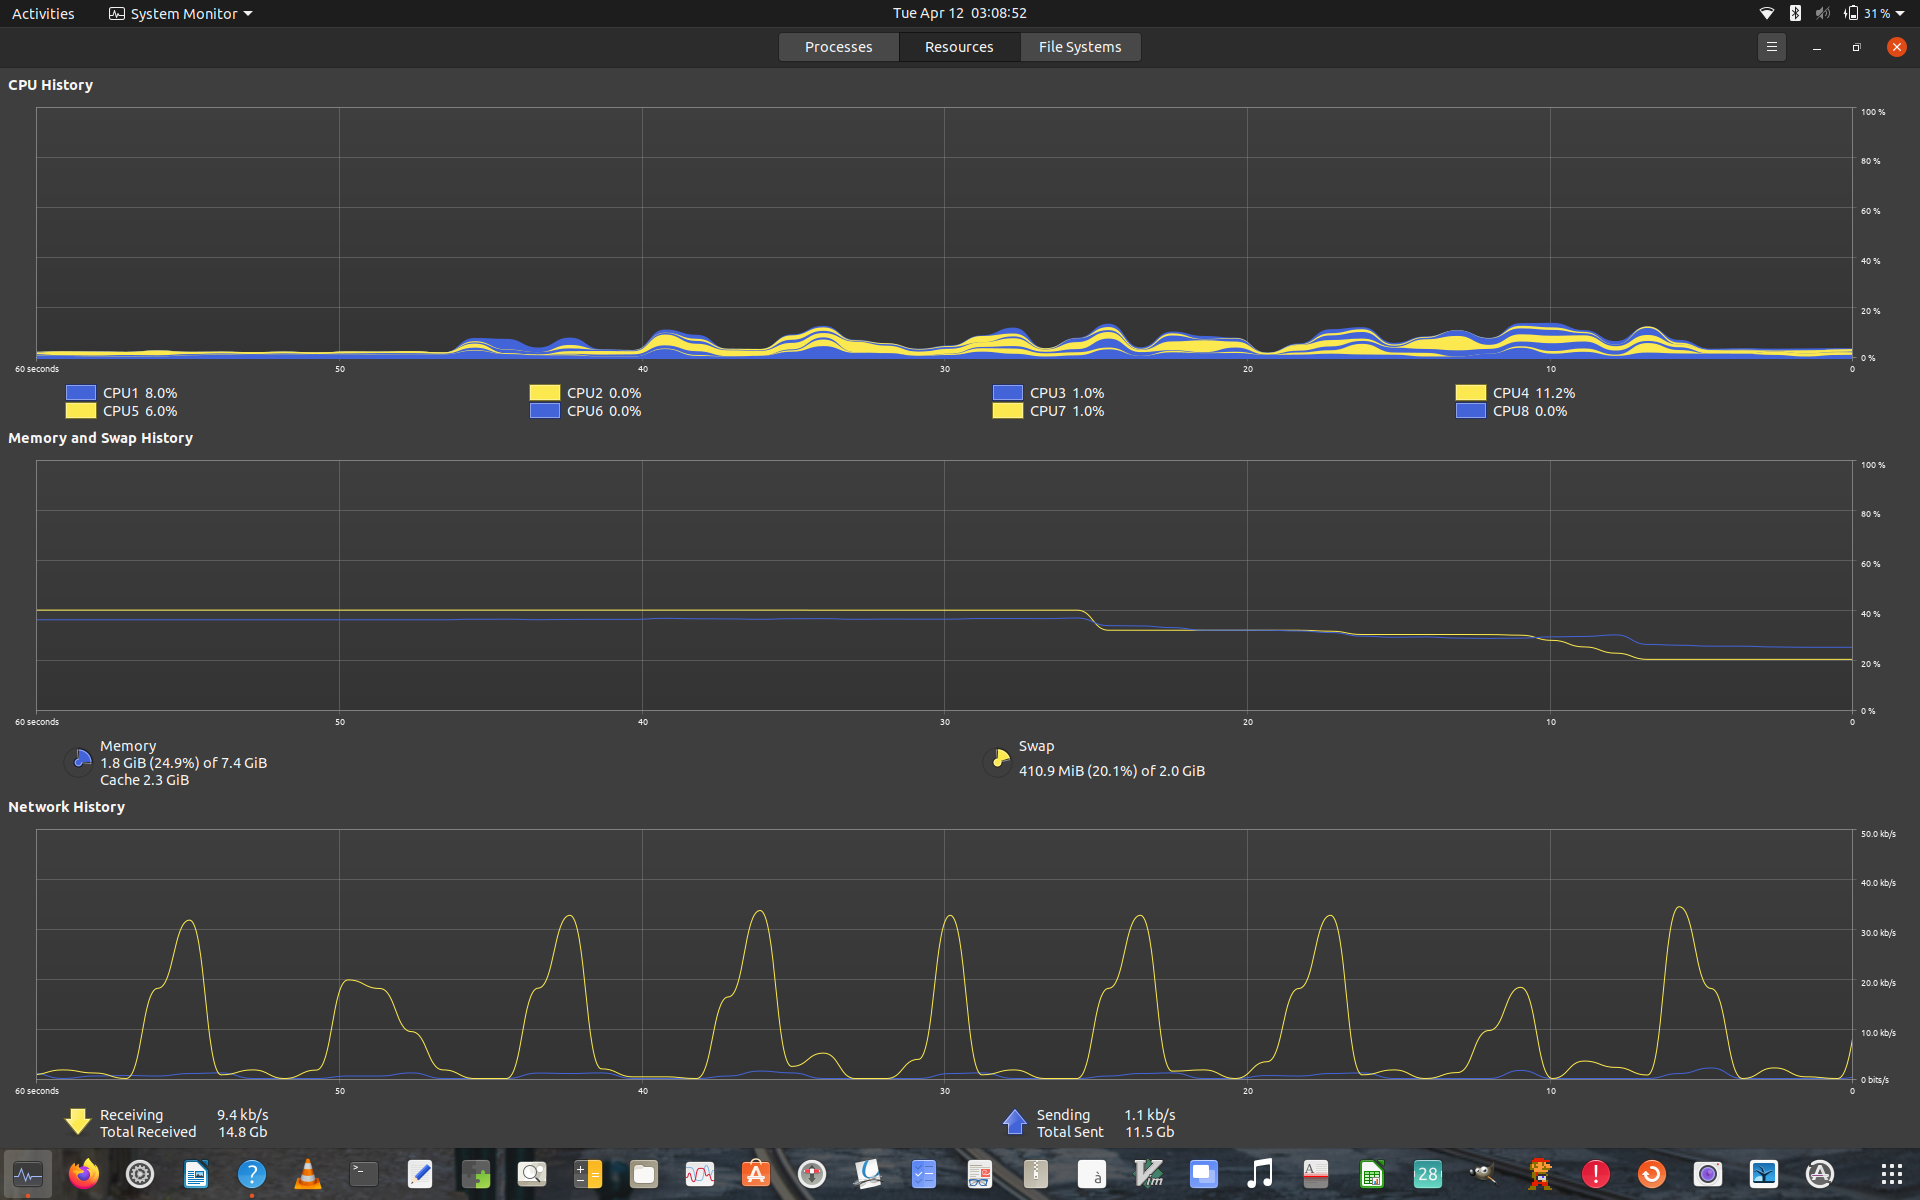 Activities System Monitor Tue Apr 12 03:08:52 31 %
Processes Resources File Systems
CPU History
100 %
80 %
60 %
40 %
20 %
0 %
60 seconds 50 40 30 20 10 0
CPU1 8.0% CPU2 0.0% CPU3 1.0% CPU4 11.2%
CPU5 6.0% CPU6 0.0% CPU7 1.0% CPU8 0.0%
Memory and Swap History
100 %
80 %
60 %
40 %
20 %
0 %
60 seconds 50 40 30 20 10 0
Memory Swap
1.8 GiB (24.9%) of 7.4 GiB 410.9 MiB (20.1%) of 2.0 GiB
Cache 2.3 GiB
Network History
50.0 kb/s
40.0 kb/s
30.0 kb/s
20.0 kb/s
10.0 kb/s
0 bits/s
60 seconds 50 40 30 20 10 0
Receiving 9.4 kb/s Sending 1.1 kb/s
Total Received 14.8 Gb Total Sent 11.5 Gb
? >_ à Vim A 28 !